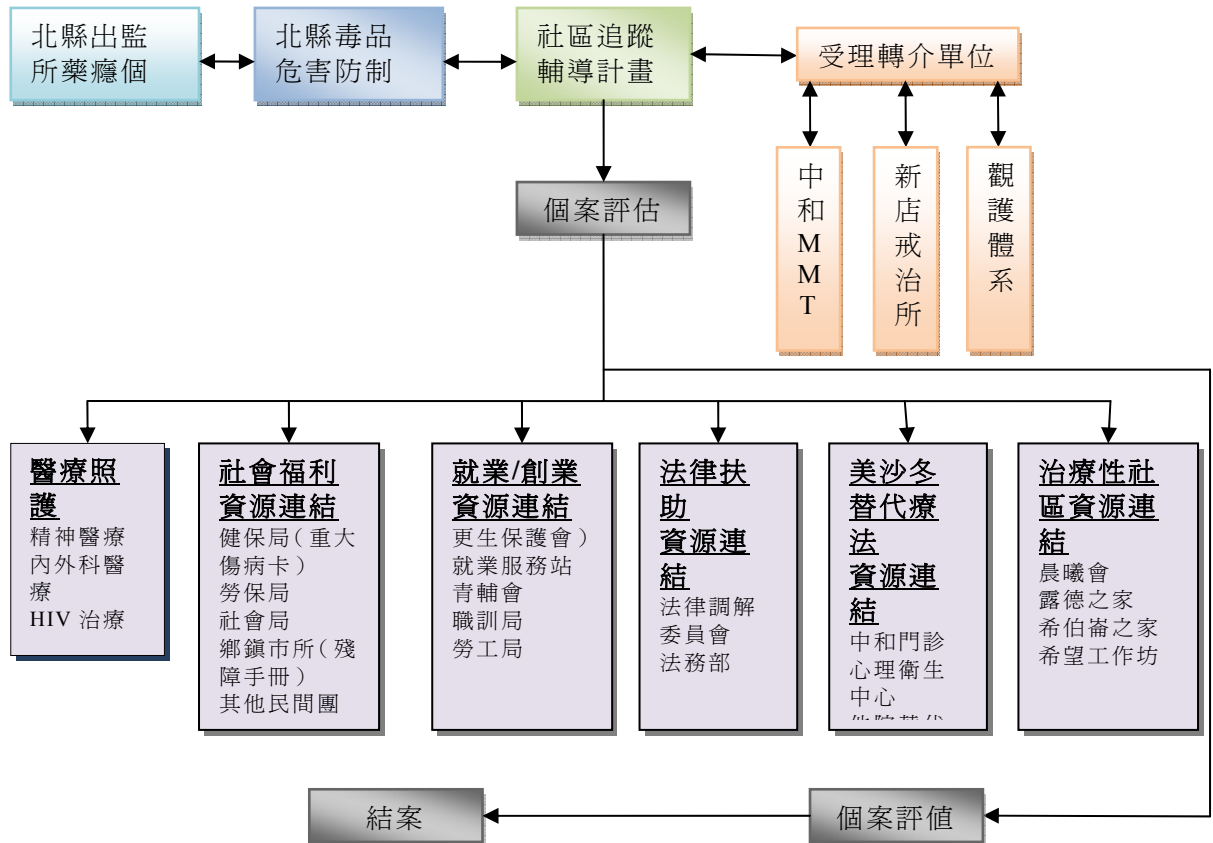 北縣出監
所藥癮個
北縣毒品
危害防制
社區追蹤
輔導計畫
受理轉介單位
中
和
M
M
T
新
店
戒
治
所
觀
護
體
系
個案評估
醫療照
護
精神醫療
內外科醫
療
HIV 治療
社會福利
資源連結
健保局（重大
傷病卡）
勞保局
社會局
鄉鎮市所（殘
障手冊）
其他民間團
就業/創業
資源連結
更生保護會）
就業服務站
青輔會
職訓局
勞工局
法律扶
助
資源連
結
法律調解
委員會
法務部
美沙冬
替代療
法
資源連
結
中和門診
心理衛生
中心
治療性社
區資源連
結
晨曦會
露德之家
希伯崙之家
希望工作坊
結案
個案評值